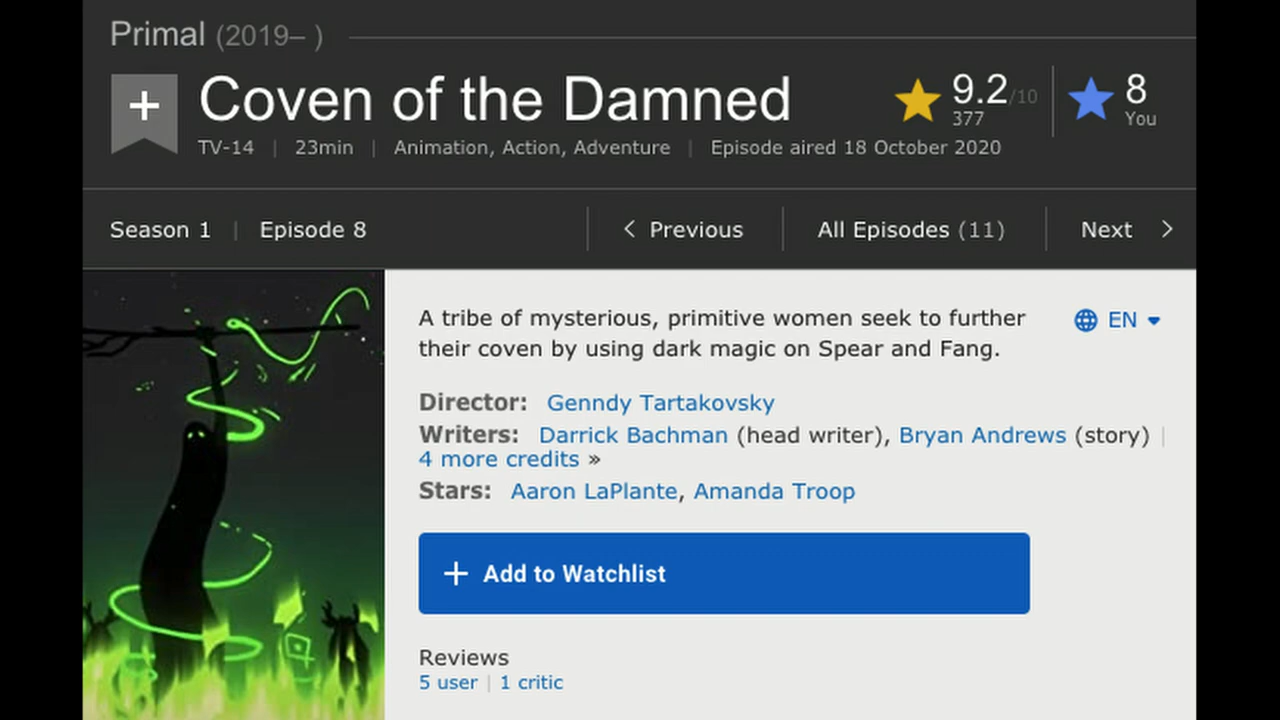 Primal (2019– )
+ Coven of the Damned 9.2/10 8
377 You
TV-14 | 23min | Animation, Action, Adventure | Episode aired 18 October 2020
Season 1 | Episode 8 Previous All Episodes (11) Next
A tribe of mysterious, primitive women seek to further EN
their coven by using dark magic on Spear and Fang.
Director: Genndy Tartakovsky
Writers: Darrick Bachman (head writer), Bryan Andrews (story) |
4 more credits »
Stars: Aaron LaPlante, Amanda Troop
+ Add to Watchlist
Reviews
5 user | 1 critic